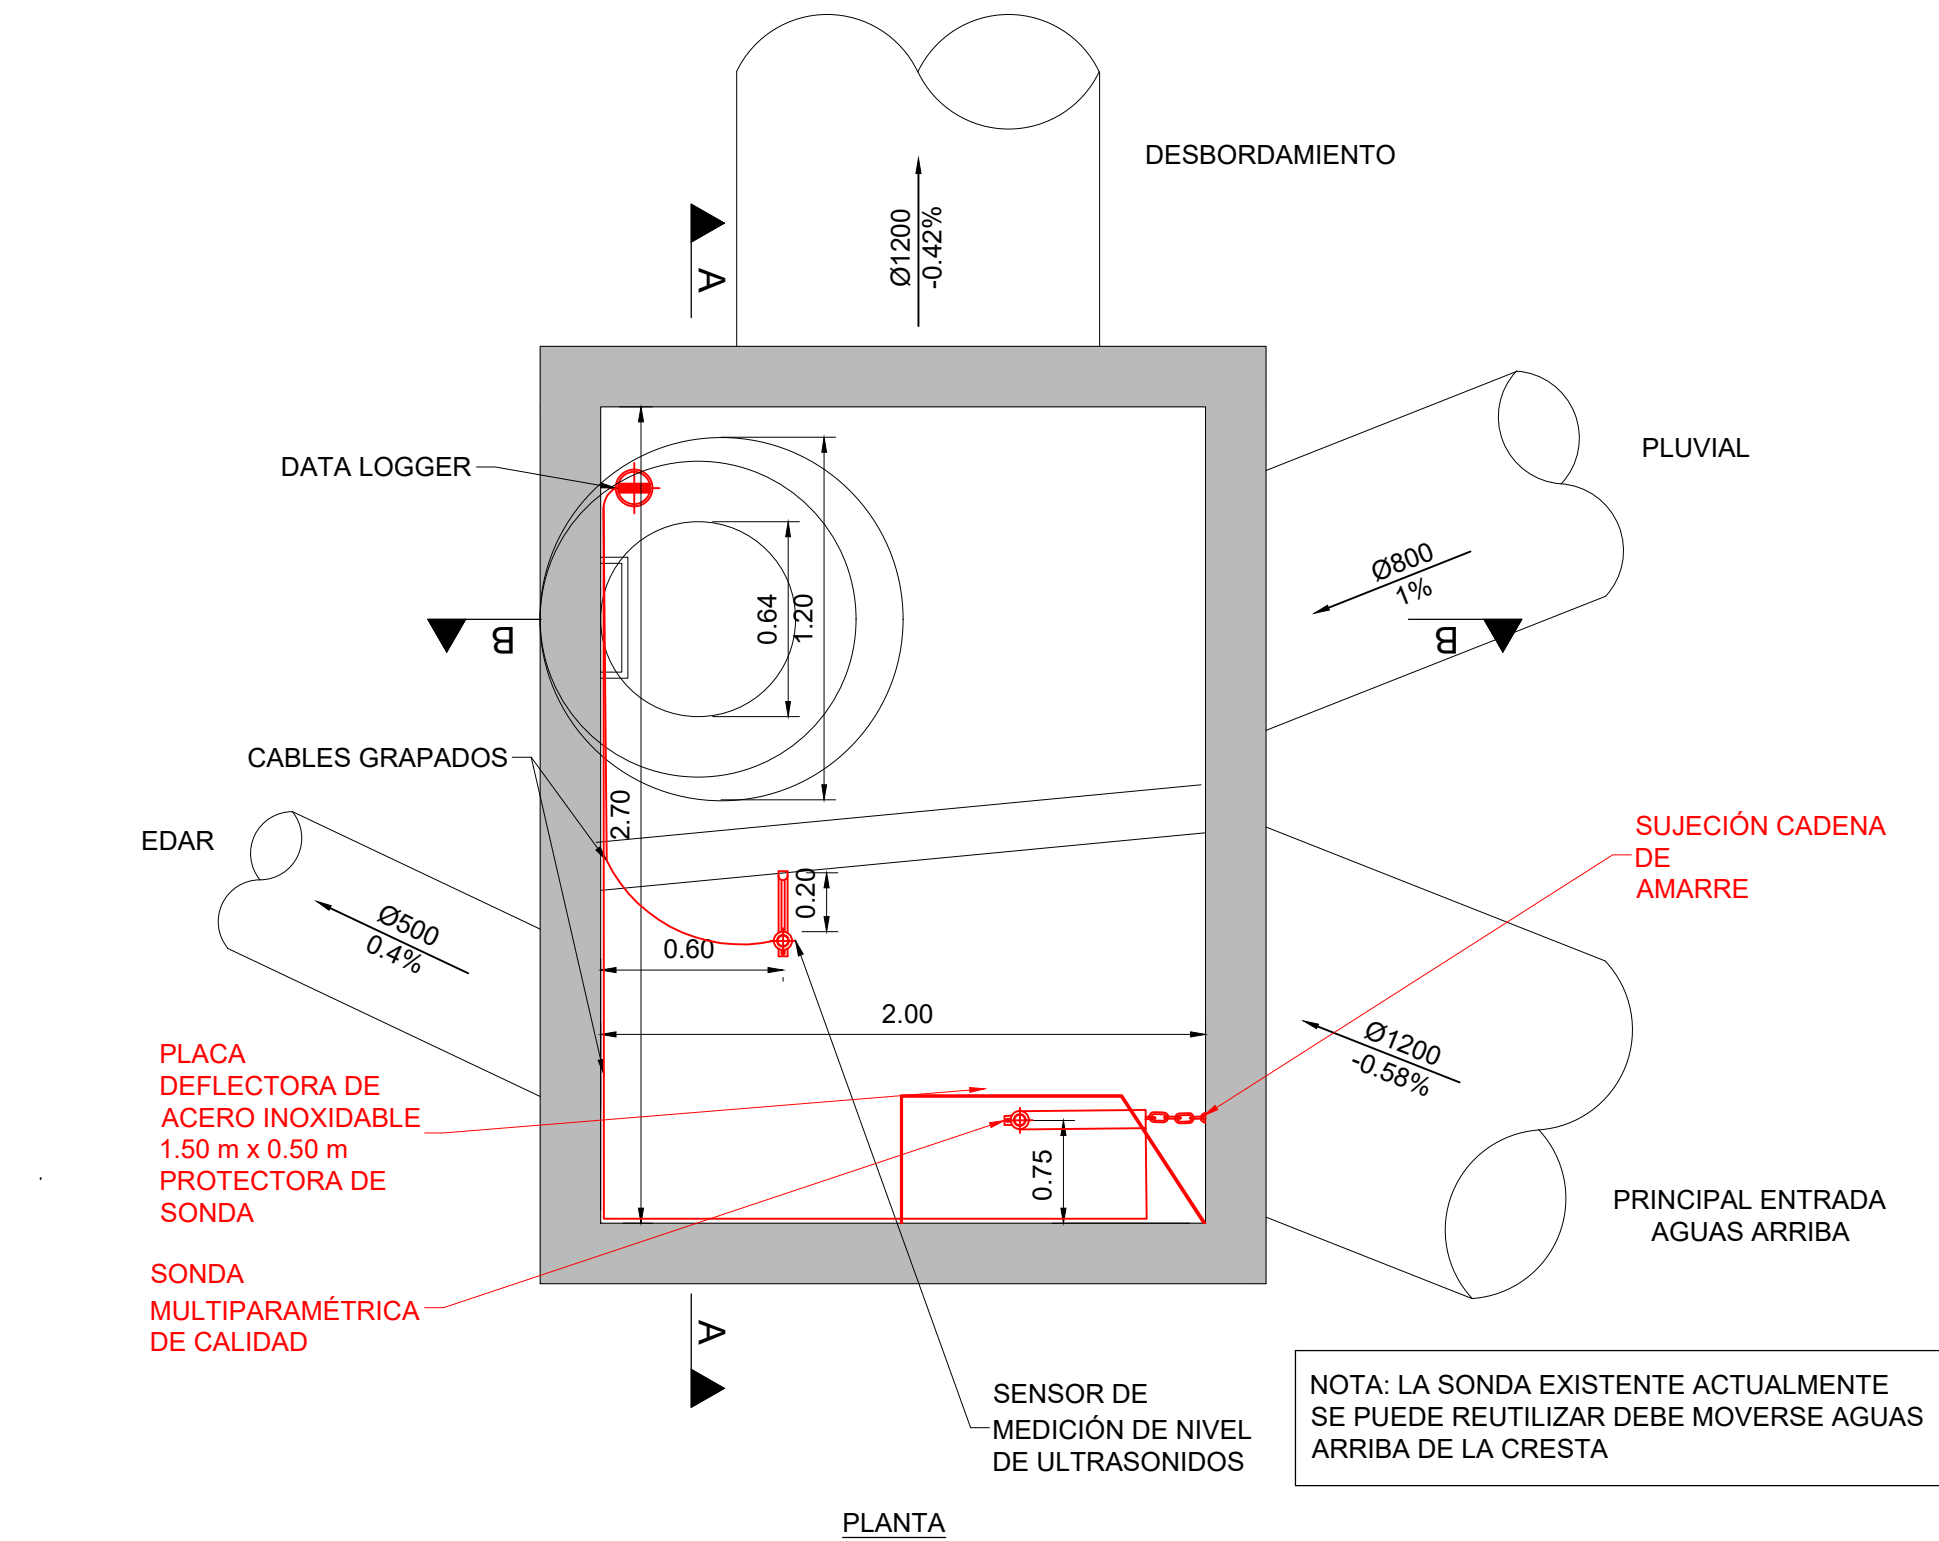 DESBORDAMIENTO
Ø1200
-0.42%
A
PLUVIAL
DATA LOGGER
Ø800
1%
0.64
1.20
B
B
CABLES GRAPADOS
2.70
EDAR
SUJECIÓN CADENA
DE
AMARRE
0.20
Ø500
0.4%
0.60
2.00
Ø1200
-0.58%
PLACA
DEFLECTORA DE
ACERO INOXIDABLE
1.50 m x 0.50 m
PROTECTORA DE
SONDA
0.75
PRINCIPAL ENTRADA
AGUAS ARRIBA
SONDA
MULTIPARAMÉTRICA
DE CALIDAD
A
SENSOR DE
MEDICIÓN DE NIVEL
DE ULTRASONIDOS
NOTA: LA SONDA EXISTENTE ACTUALMENTE
SE PUEDE REUTILIZAR DEBE MOVERSE AGUAS
ARRIBA DE LA CRESTA
PLANTA